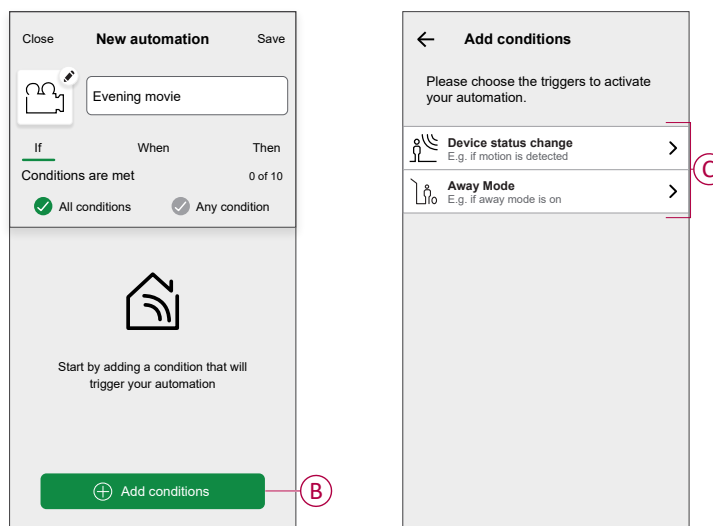 Close New automation Save
Evening movie
If When Then
Conditions are met 0 of 10
All conditions Any condition
Start by adding a condition that will
trigger your automation
Add conditions
B
Add conditions
Please choose the triggers to activate
your automation.
Device status change
E.g. if motion is detected
Away Mode
E.g. if away mode is on
C